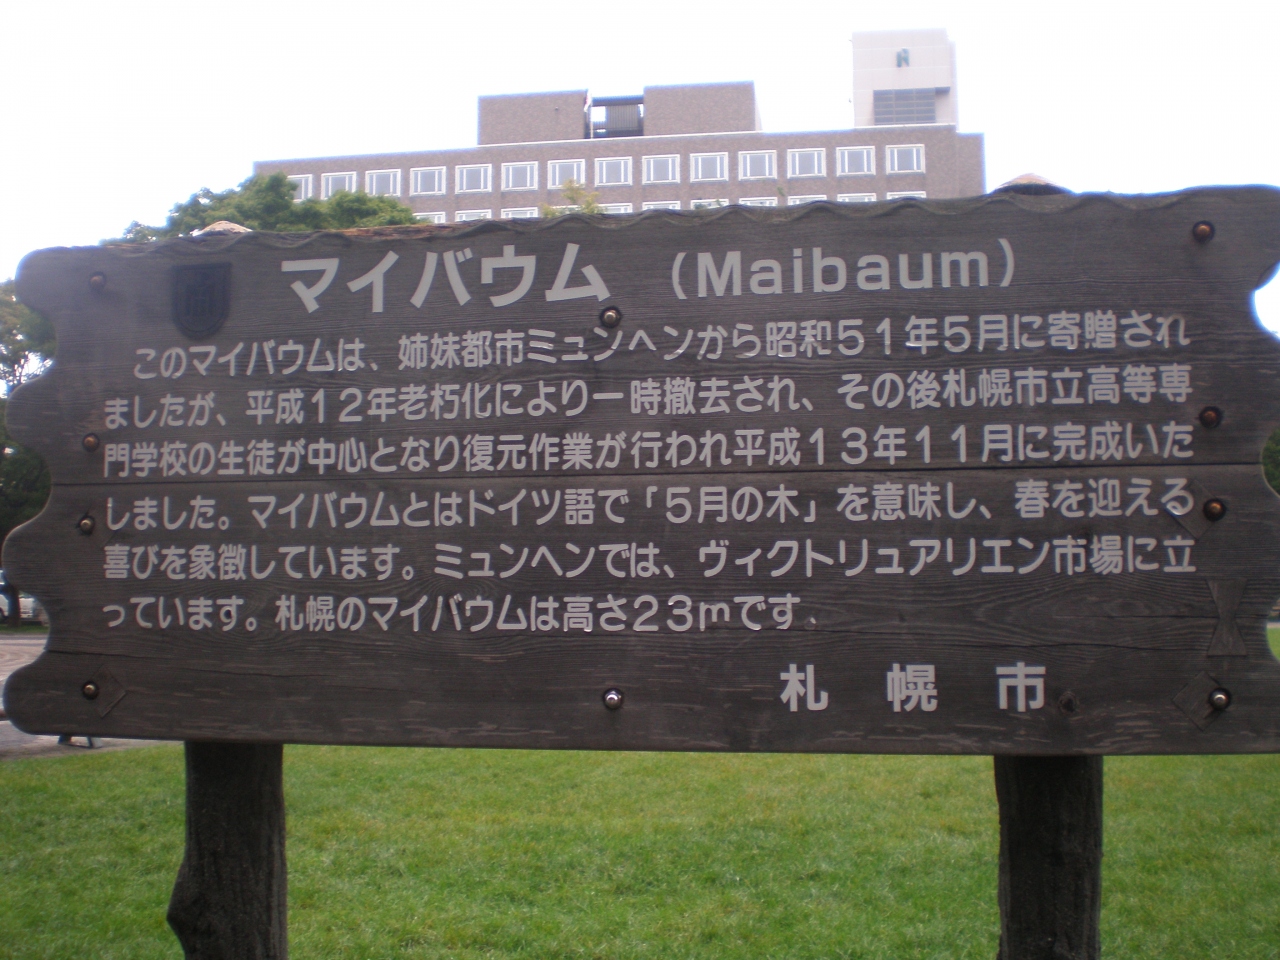 マイバウム (Maibaum)
このマイバウムは、姉妹都市ミュンヘンから昭和51年5月に寄贈され
ましたが、平成12年老朽化により一時撤去され、その後札幌市立高等専
門学校の生徒が中心となり復元作業が行われ平成13年11月に完成いた
しました。マイバウムとはドイツ語で「5月の木」を意味し、春を迎える
喜びを象徴しています。ミュンヘンでは、ヴィクトリュアリエン市場に立
っています。札幌のマイバウムは高さ23mです.
札幌市